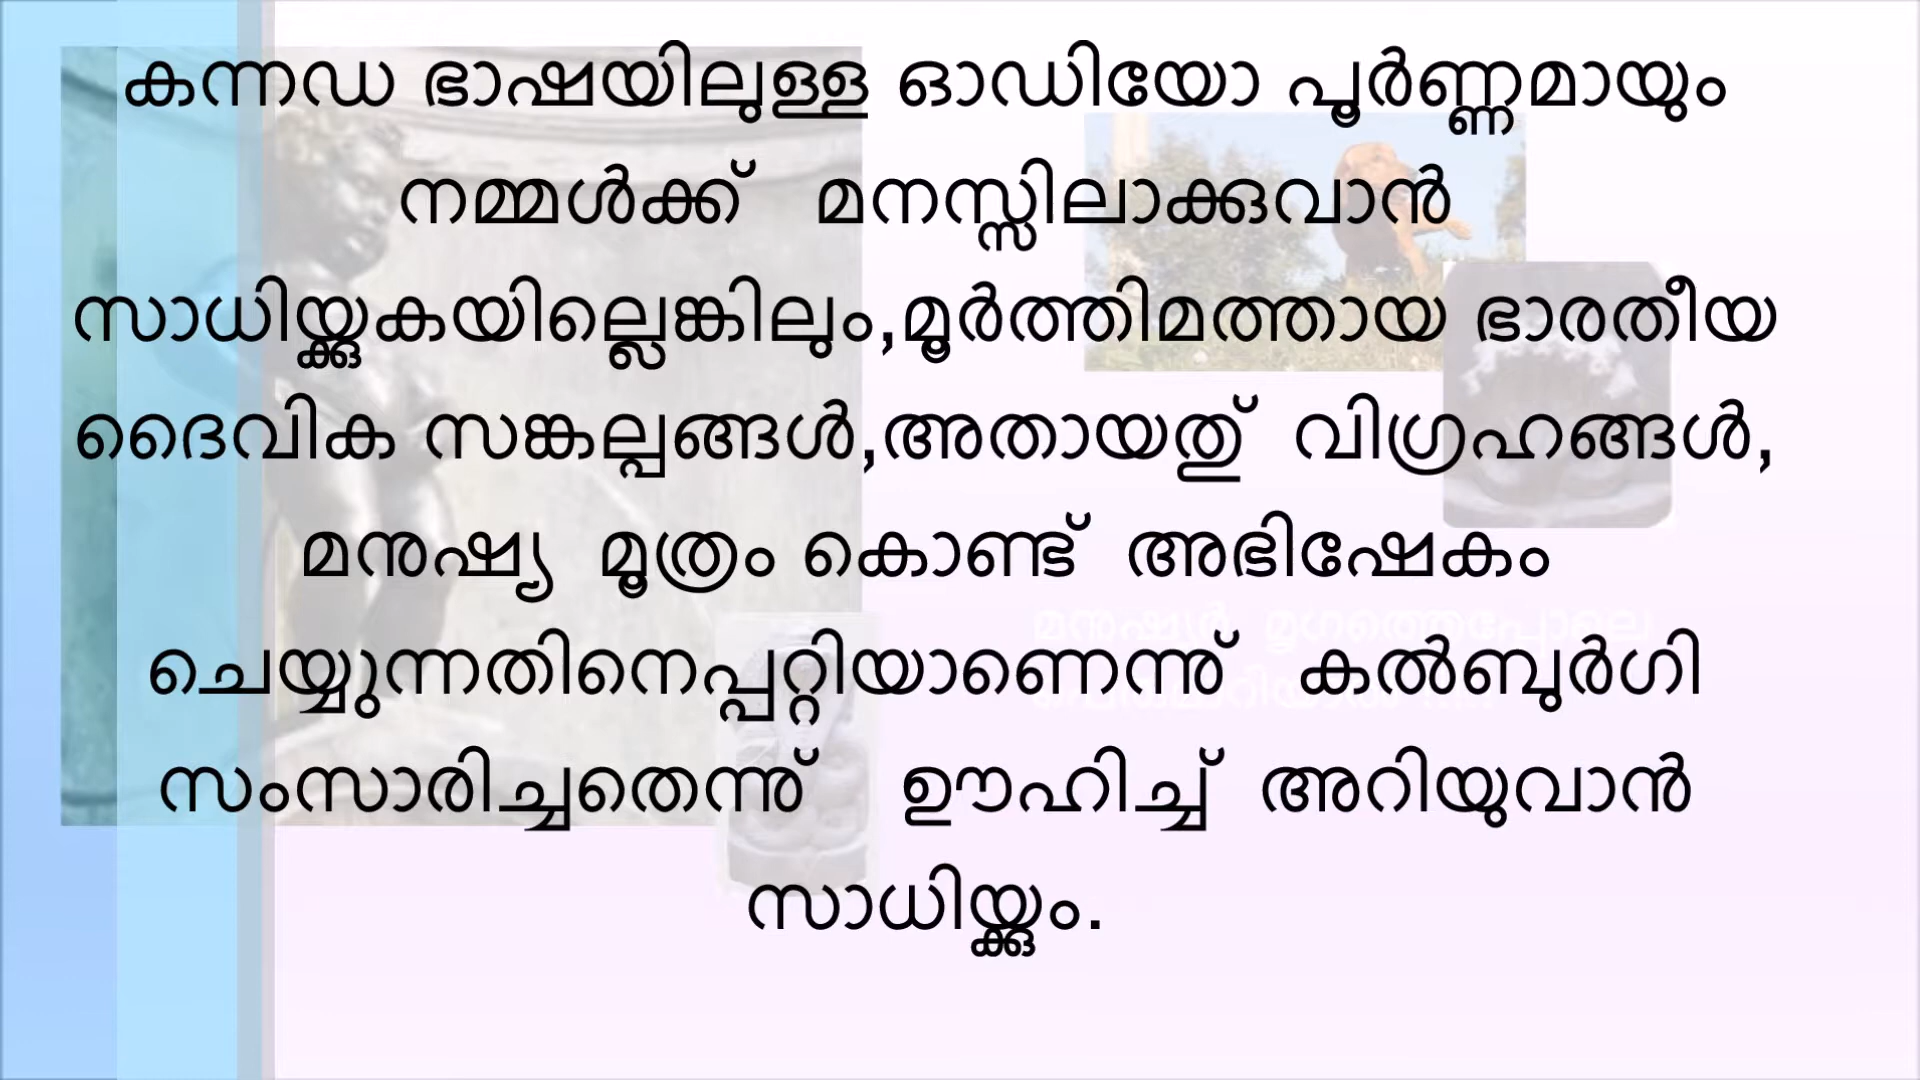 കന്നഡ ഭാഷയിലുള്ള ഓഡിയോ പൂർണ്ണമായും
നമ്മൾക്ക് മനസ്സിലാക്കുവാൻ
സാധിയ്ക്കുകയില്ലെങ്കിലും,മൂർത്തിമത്തായ ഭാരതീയ
ദൈവിക സങ്കല്പങ്ങൾ,അതായതു് വിഗ്രഹങ്ങൾ,
മനുഷ്യ മൂത്രം കൊണ്ട് അഭിഷേകം
ചെയ്യുന്നതിനെപ്പറ്റിയാണെന്നു് കൽബുർഗി
സംസാരിച്ചതെന്നു് ഊഹിച്ച് അറിയുവാൻ
സാധിയ്ക്കും.